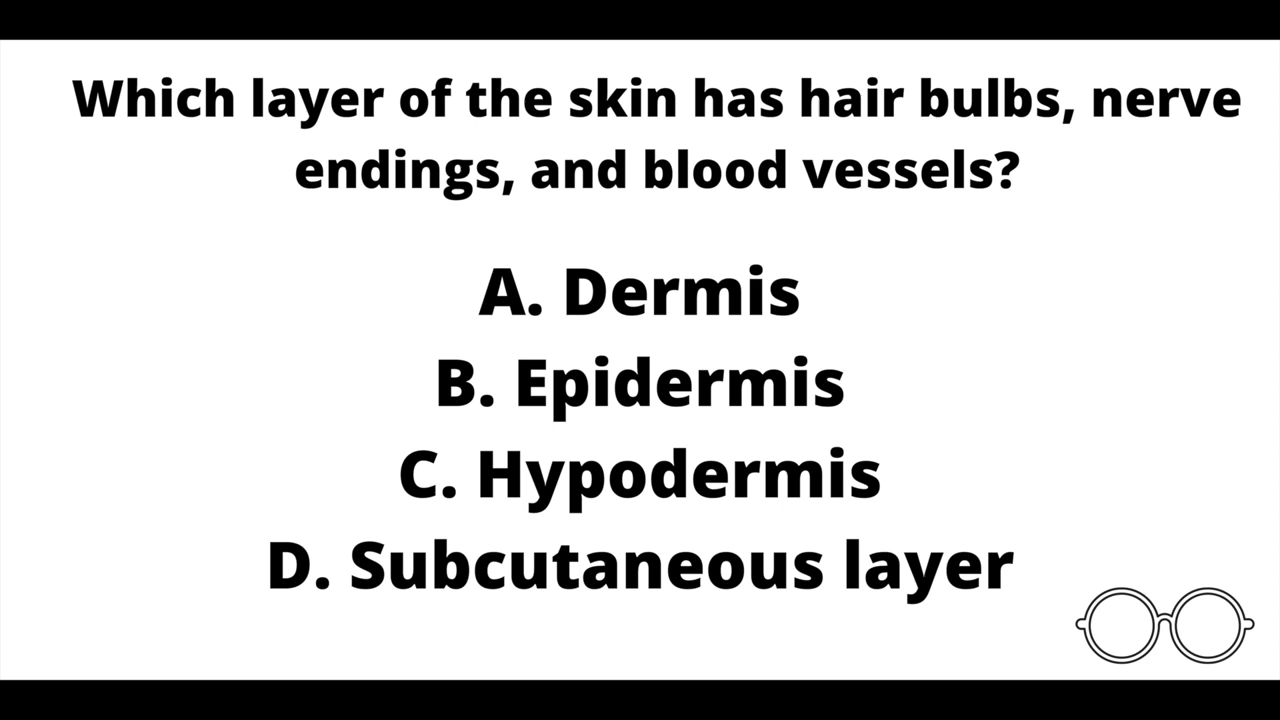 Which layer of the skin has hair bulbs, nerve
endings, and blood vessels?
A. Dermis
B. Epidermis
C. Hypodermis
D. Subcutaneous layer